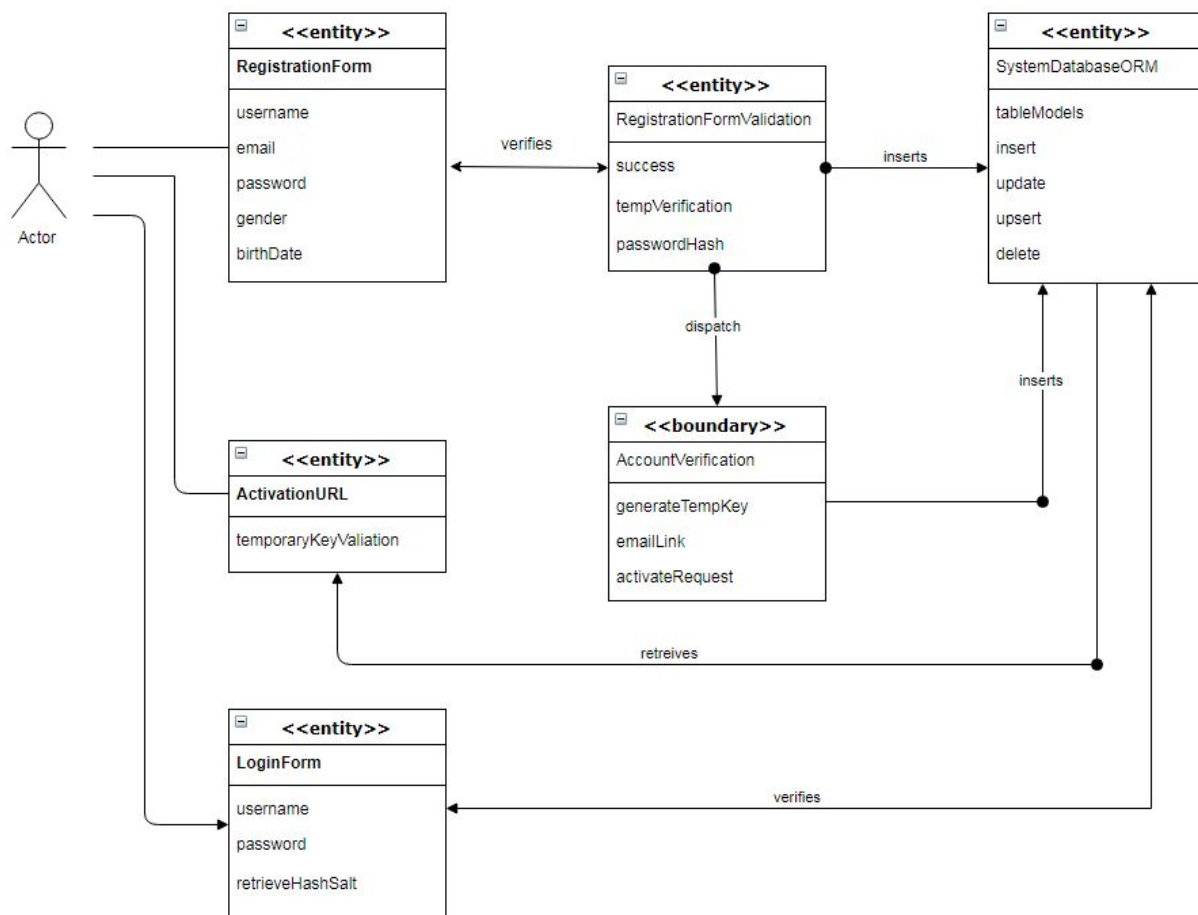 <<entity>>
RegistrationForm
username
email
password
gender
birthDate
Actor
verifies
<<entity>>
RegistrationFormValidation
success
tempVerification
passwordHash
inserts
<<entity>>
SystemDatabaseORM
tableModels
insert
update
upsert
delete
dispatch
inserts
<<boundary>>
AccountVerification
generateTempKey
emailLink
activateRequest
<<entity>>
ActivationURL
temporaryKeyValiation
retreives
<<entity>>
LoginForm
username
password
retrieveHashSalt
verifies